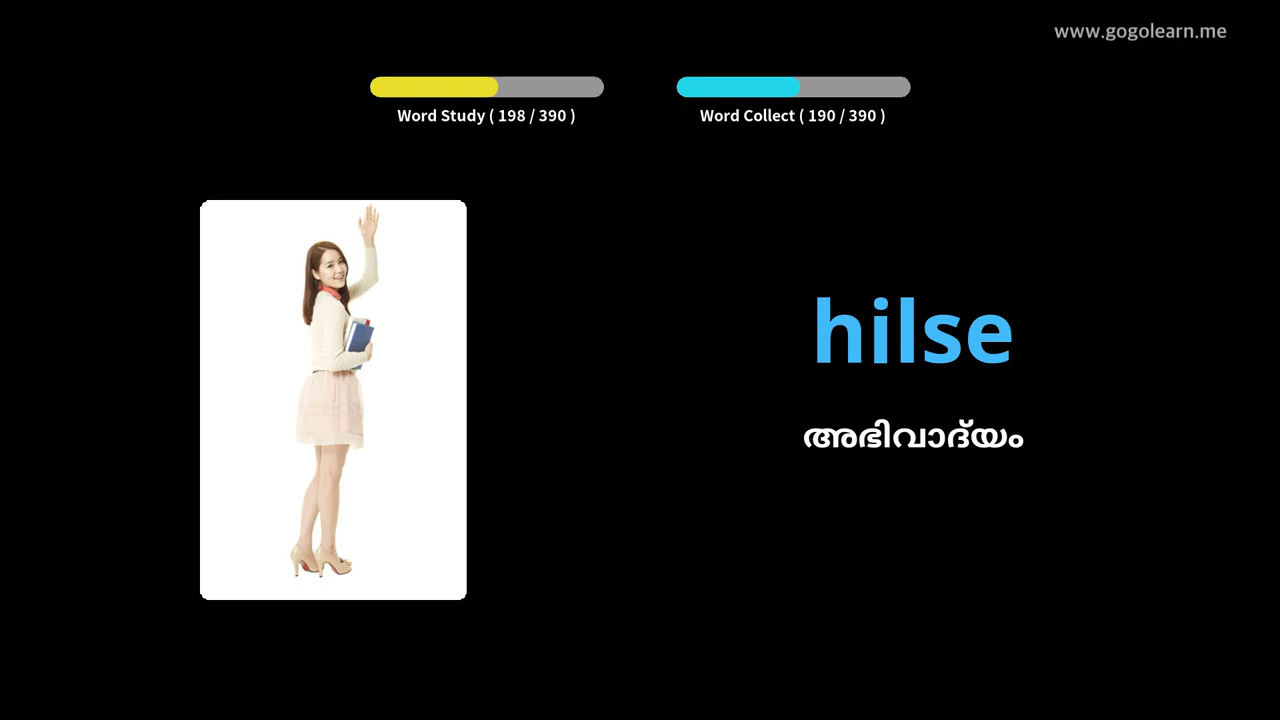 www.gogolearn.me
Word Study ( 198 / 390 )
Word Collect ( 190 / 390 )
hilse
അഭിവാദ്യം